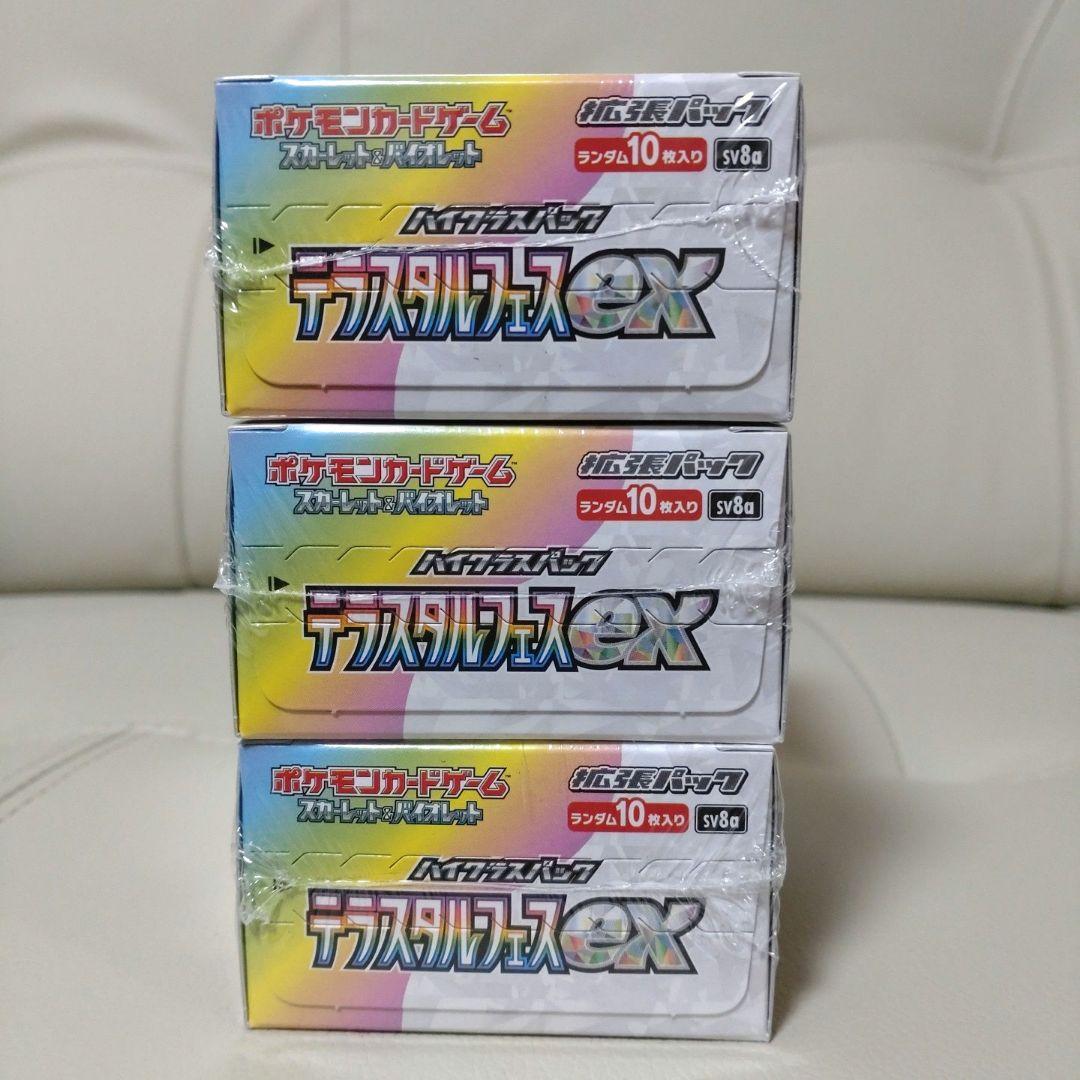 ポケモンカードゲーム™
スカーレット&バイオレット
拡張パック
ランダム10枚入り SV8a
ハイクラスパック
テラスタルフェスex
ポケモンカードゲーム™
スカーレット&バイオレット
拡張パック
ランダム10枚入り SV8a
ハイクラスパック
テラスタルフェスex
ポケモンカードゲーム™
スカーレット&バイオレット
拡張パック
ランダム10枚入り SV8a
ハイクラスパック
テラスタルフェスex